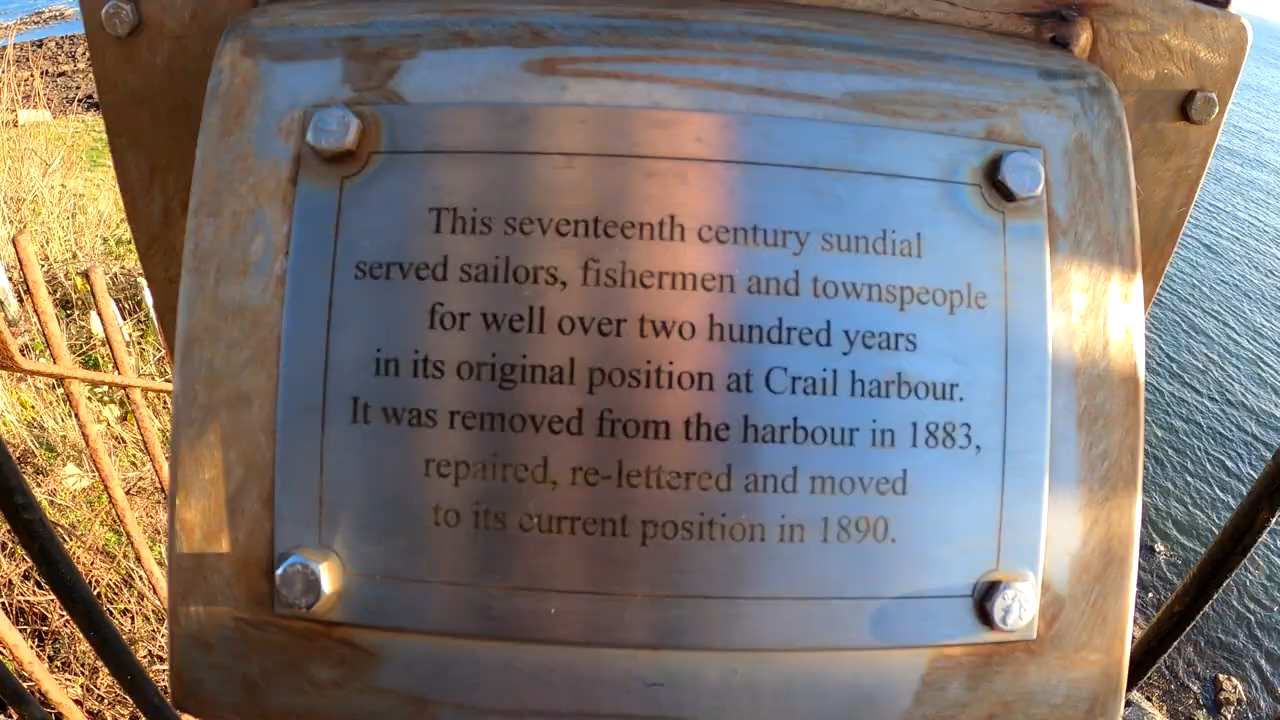 This seventeenth century sundial
served sailors, fishermen and townspeople
for well over two hundred years
in its original position at Crail harbour.
It was removed from the harbour in 1883,
repaired, re-lettered and moved
to its current position in 1890.